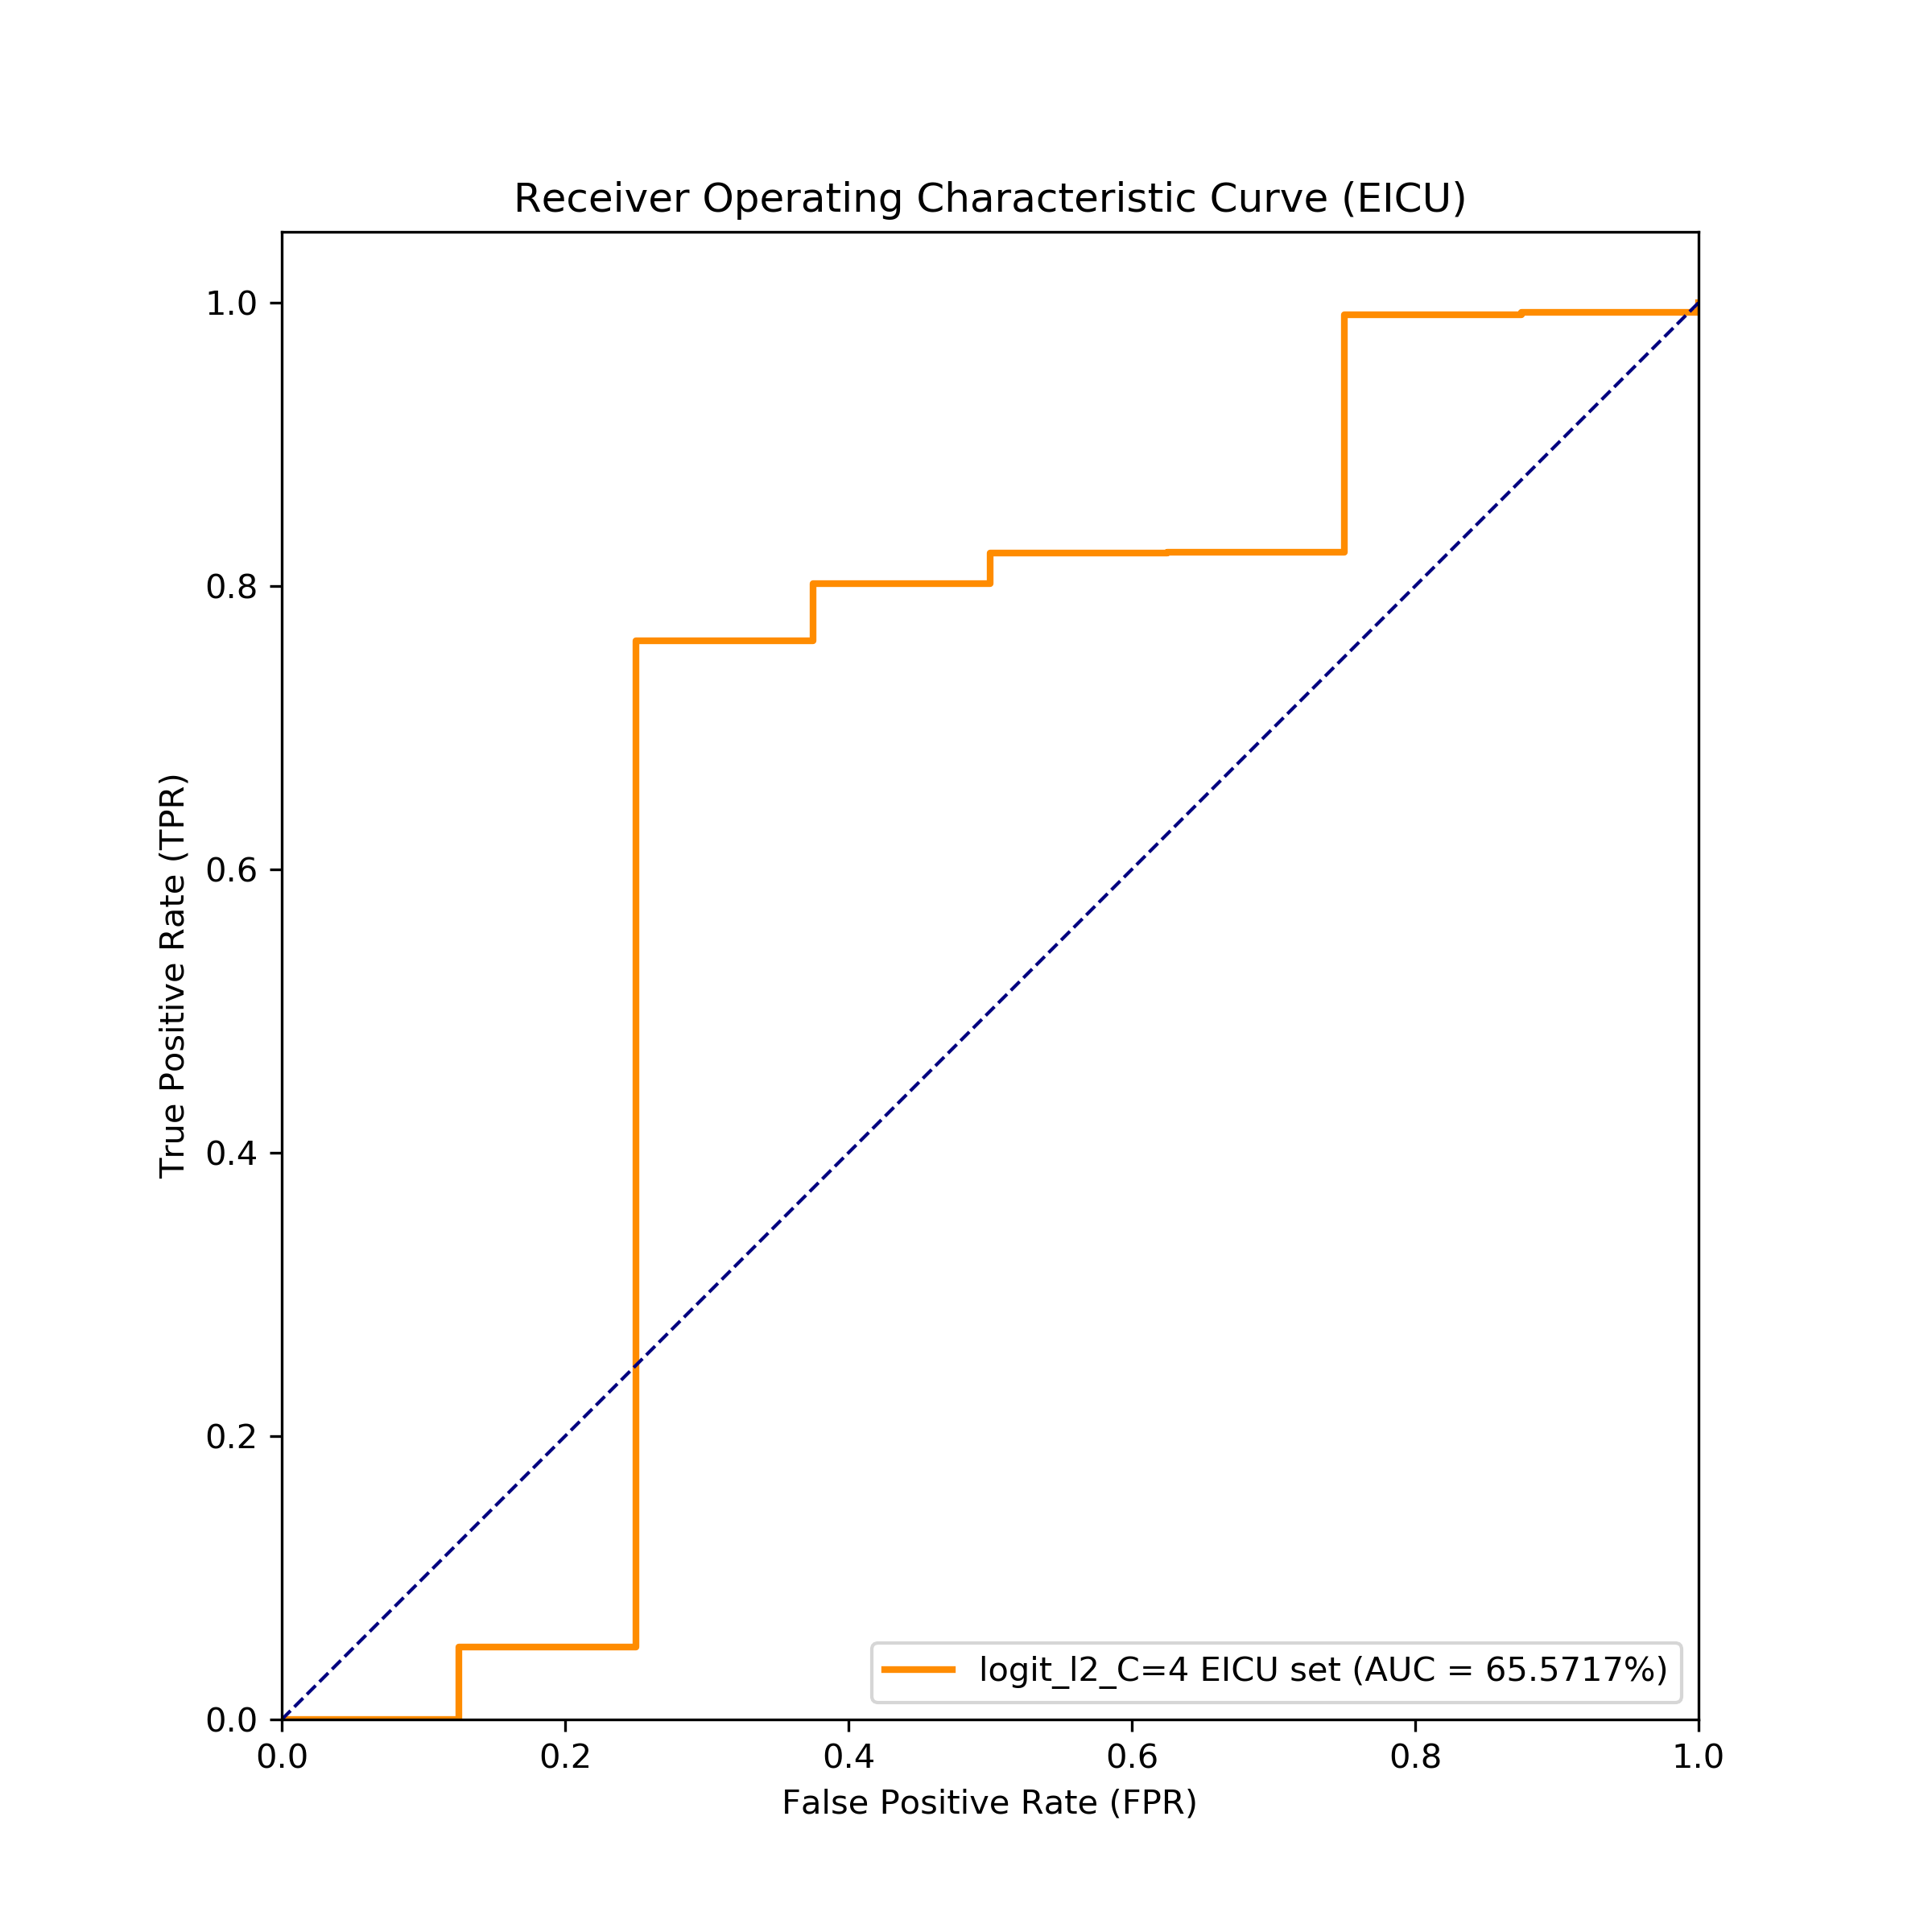 Receiver Operating Characteristic Curve (EICU)
True Positive Rate (TPR)
1.0
0.8
0.6
0.4
0.2
0.0
0.0 0.2 0.4 0.6 0.8 1.0
False Positive Rate (FPR)
logit_l2_C=4 EICU set (AUC = 65.5717%)